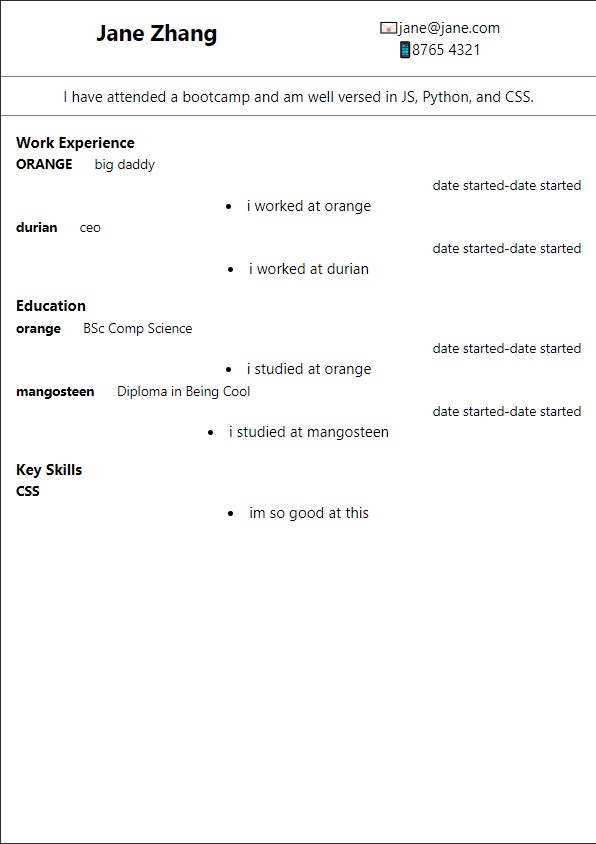 Jane Zhang
jane@jane.com
8765 4321
I have attended a bootcamp and am well versed in JS, Python, and CSS.
Work Experience
ORANGE big daddy
date started-date started
• i worked at orange
durian ceo
date started-date started
• i worked at durian
Education
orange BSc Comp Science
date started-date started
• i studied at orange
mangosteen Diploma in Being Cool
date started-date started
• i studied at mangosteen
Key Skills
CSS
• im so good at this